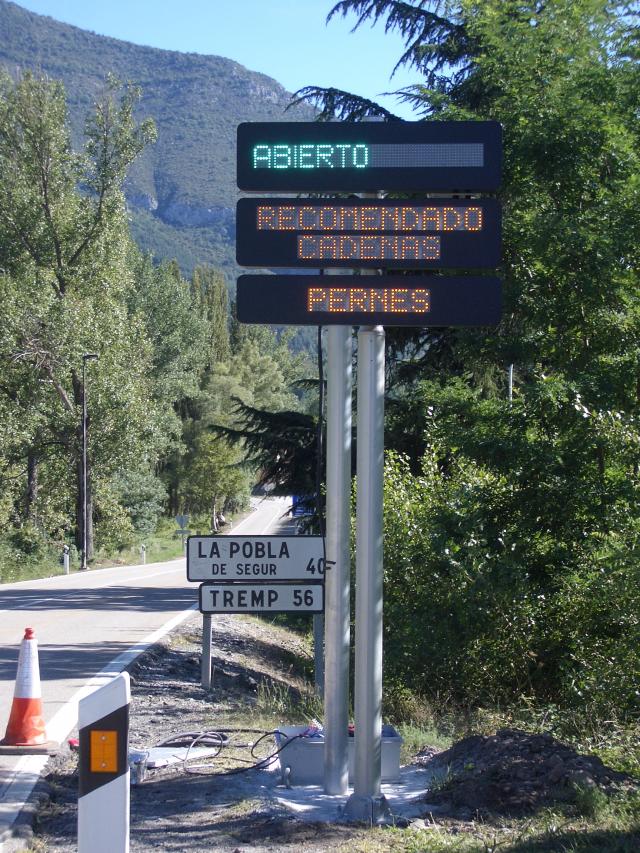 ABIERTO
RECOMENDADO
CADENAS
PERNES
LA POBLA
DE SEGUR 40
TREMP 56